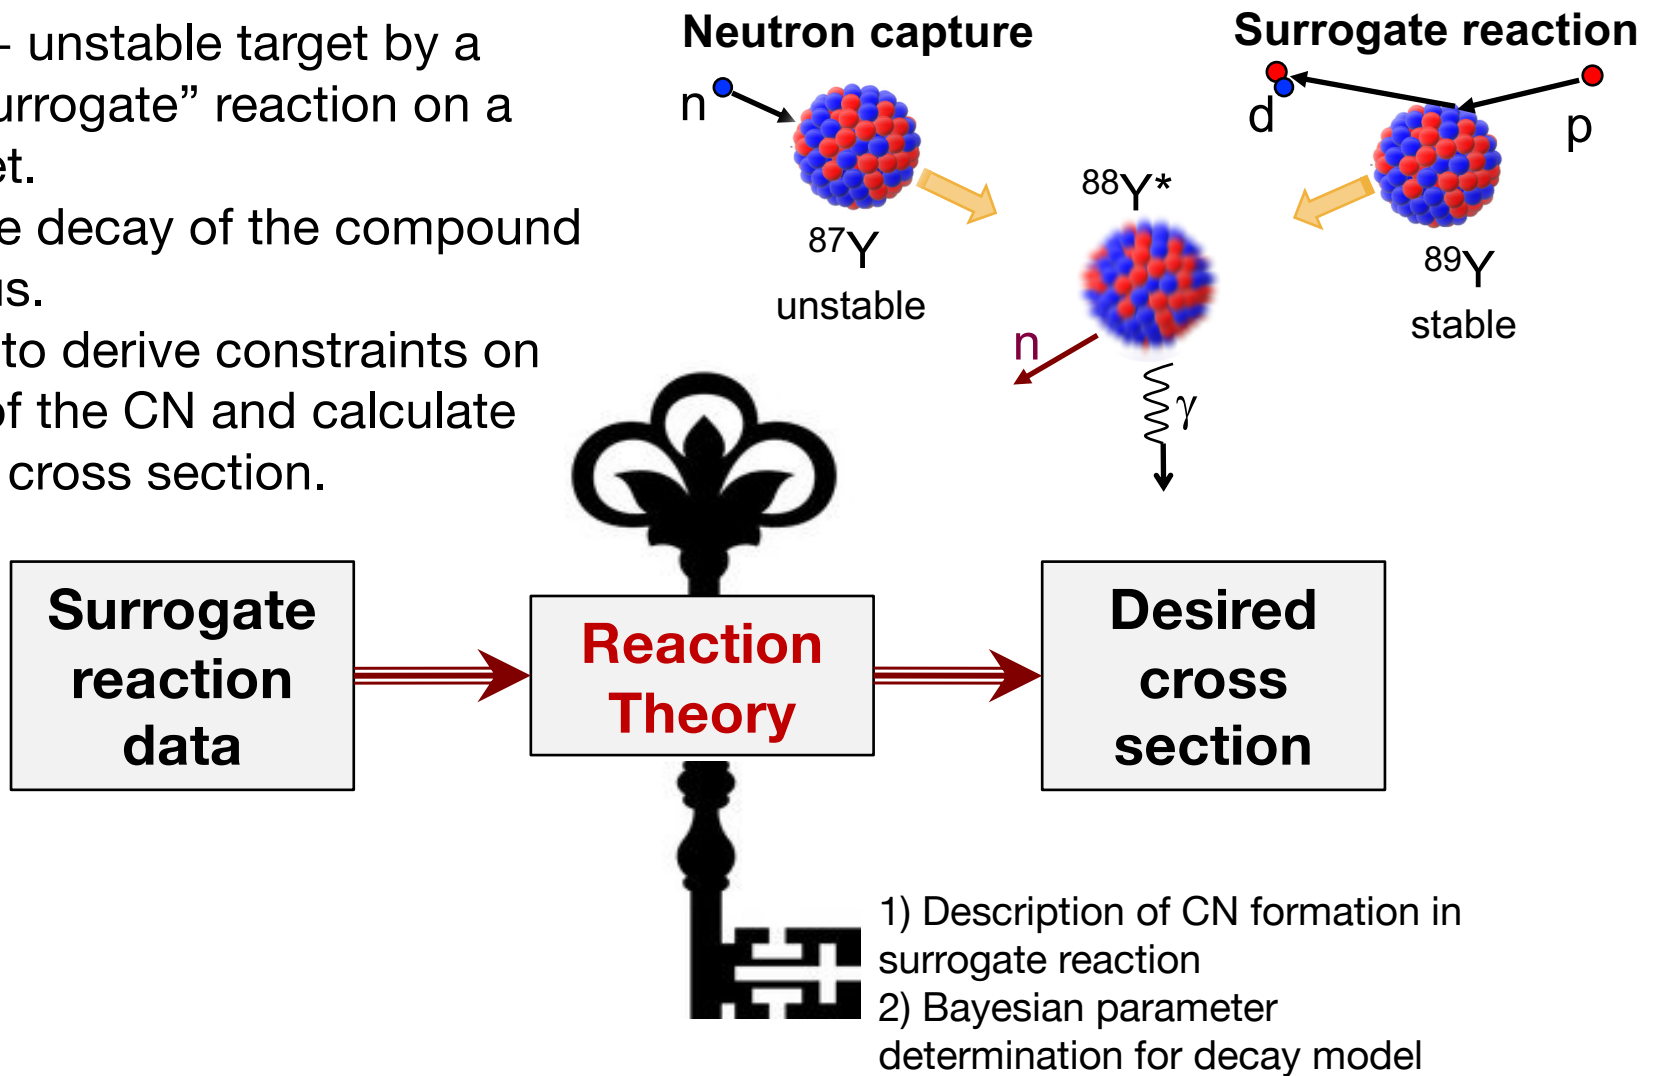 - unstable target by a
urrogate” reaction on a
et.
e decay of the compound
us.
to derive constraints on
of the CN and calculate
cross section.
Neutron capture
n
⁸⁷Y
unstable
Surrogate reaction
d
p
⁸⁹Y
stable
⁸⁸Y*
n
γ
Surrogate
reaction
data
Reaction
Theory
Desired
cross
section
1) Description of CN formation in
surrogate reaction
2) Bayesian parameter
determination for decay model